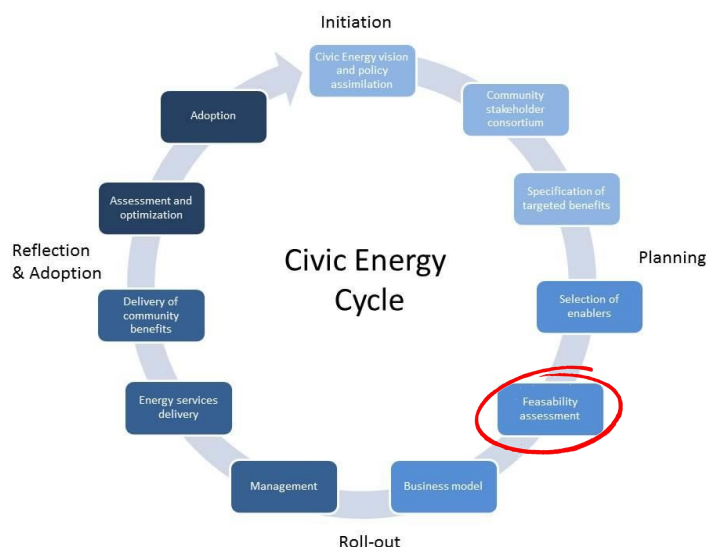 Initiation
Civic Energy vision
and policy
assimilation
Community
stakeholder
consortium
Specification of
targeted benefits
Planning
Selection of
enablers
Feasability
assessment
Business model
Roll-out
Management
Energy services
delivery
Delivery of
community
benefits
Reflection
& Adoption
Assessment and
optimization
Adoption
Civic Energy
Cycle